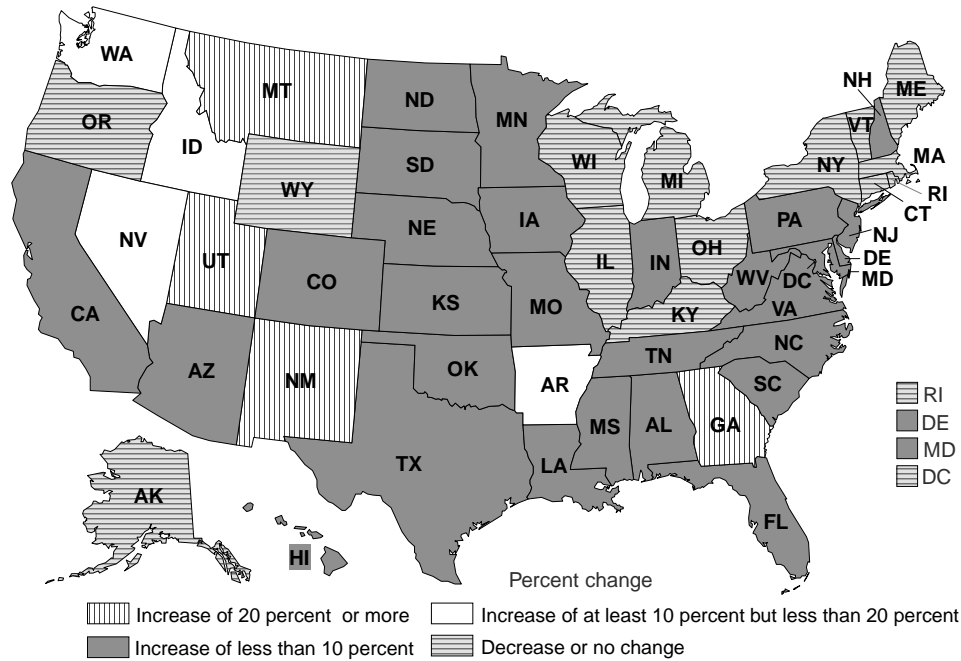 WA
MT
ND
MN
NH
ME
VT
OR
ID
SD
WI
NY
MA
WY
MI
RI
CT
NV
NE
IA
PA
NJ
UT
CO
IL
IN
OH
WV
DC
DE
MD
CA
KS
MO
KY
VA
AZ
NM
OK
AR
TN
NC
SC
RI
TX
LA
MS
AL
GA
DE
MD
DC
AK
HI
FL
Percent change
Increase of 20 percent or more
Increase of at least 10 percent but less than 20 percent
Increase of less than 10 percent
Decrease or no change